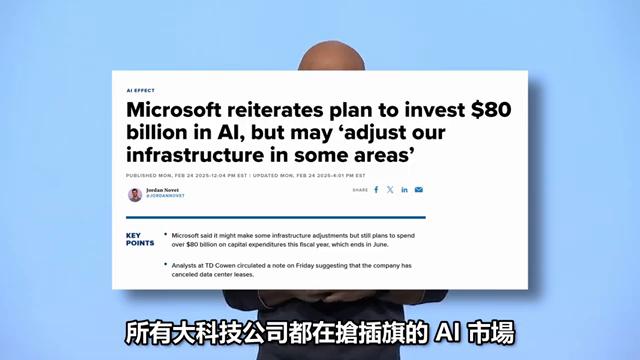 AI EFFECT
Microsoft reiterates plan to invest $80
billion in AI, but may ‘adjust our
infrastructure in some areas’
PUBLISHED MON, FEB 24 2025-12:04 PM EST | UPDATED MON, FEB 24 2025-4:01 PM EST
Jordan Novet
@JORDANNOVET
SHARE
KEY
POINTS
• Microsoft said it might make some infrastructure adjustments but still plans to spend
over $80 billion on capital expenditures this fiscal year, which ends in June.
• Analysts at TD Cowen circulated a note on Friday suggesting that the company has
canceled data center leases.
所有大科技公司都在搶插旗的 AI 市場